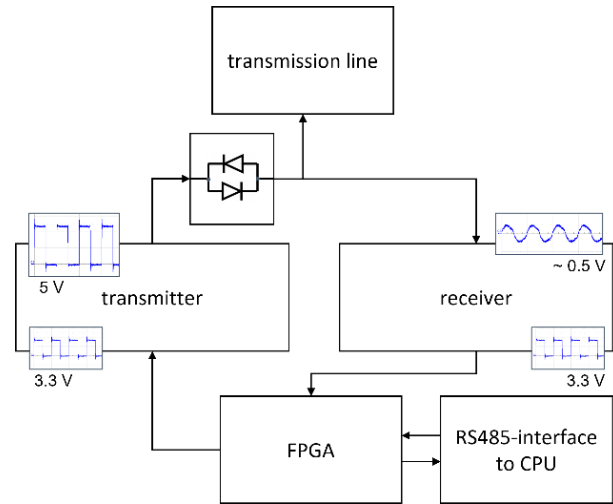 transmission line
5 V
transmitter
3.3 V
~ 0.5 V
receiver
3.3 V
FPGA
RS485-interface
to CPU